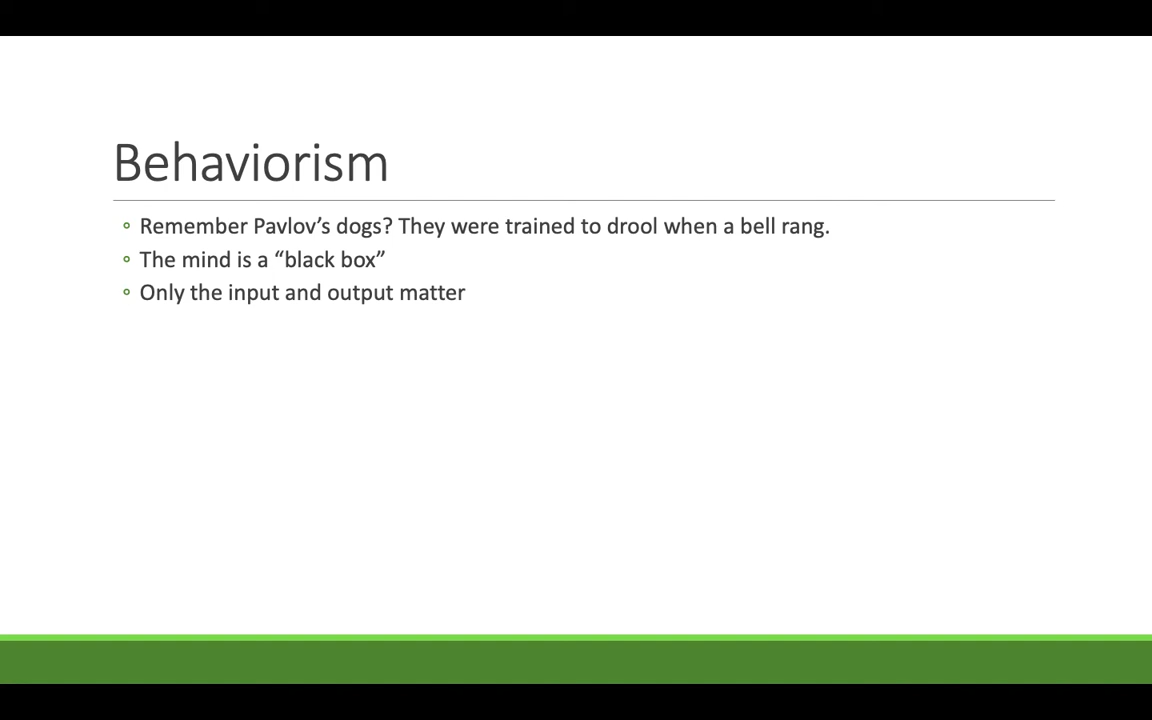 Behaviorism
Remember Pavlov’s dogs? They were trained to drool when a bell rang.
The mind is a “black box”
Only the input and output matter